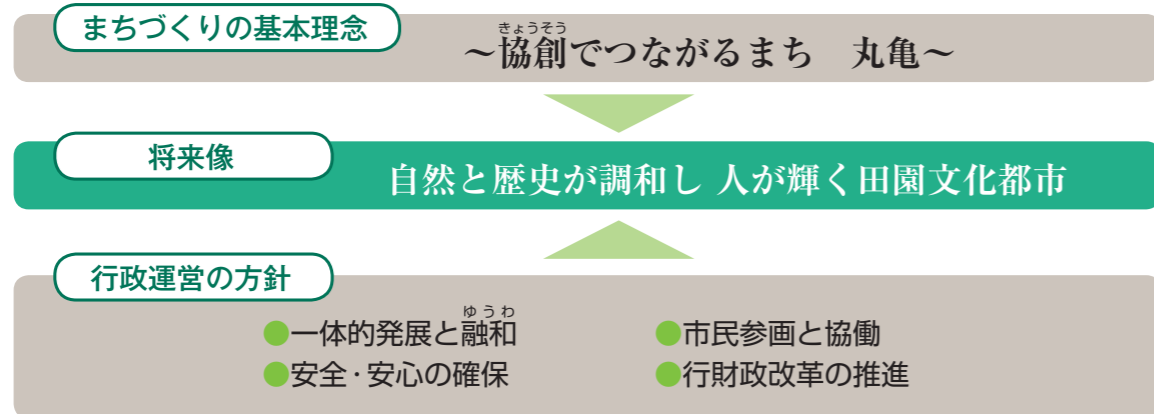 まちづくりの基本理念
きょうそう
～協創でつながるまち　丸亀～
将来像
自然と歴史が調和し 人が輝く田園文化都市
行政運営の方針
ゆうわ
●一体的発展と融和
●市民参画と協働
●安全・安心の確保
●行財政改革の推進